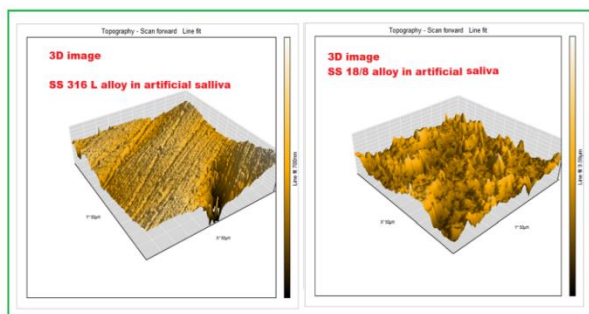 Topography - Scan forward Line fit
3D image
SS 316 L alloy in artificial salliva
Topography - Scan forward Line fit
3D image
SS 18/8 alloy in artificial saliva